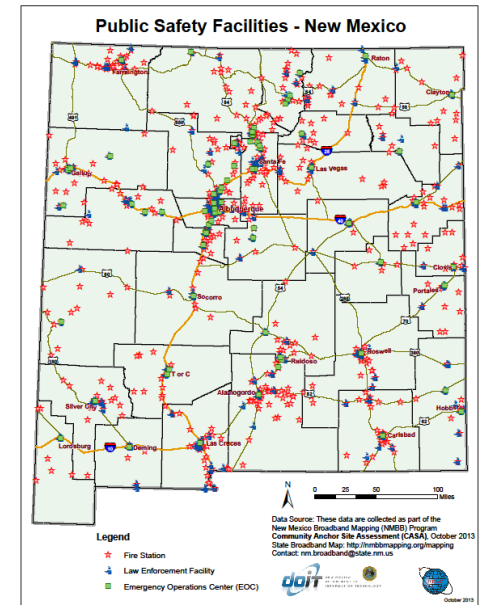 Public Safety Facilities - New Mexico
Raton
Farmington
Clayton
Santa Fe
Las Vegas
Gallup
Albuquerque
Clovis
Portales
Socorro
Roswell
T or C
Ruidoso
Silver City
Alamogordo
Hobbs
Carlsbad
Lordsburg
Deming
Las Cruces
N
0 25 50 100
Miles
Data Source: These data are collected as part of the
New Mexico Broadband Mapping (NMBB) Program
Community Anchor Site Assessment (CASA), October 2013
State Broadband Map: http://nmbbmapping.org/mapping
Contact: nm.broadband@state.nm.us
Legend
Fire Station
Law Enforcement Facility
Emergency Operations Center (EOC)
doit
October 2013